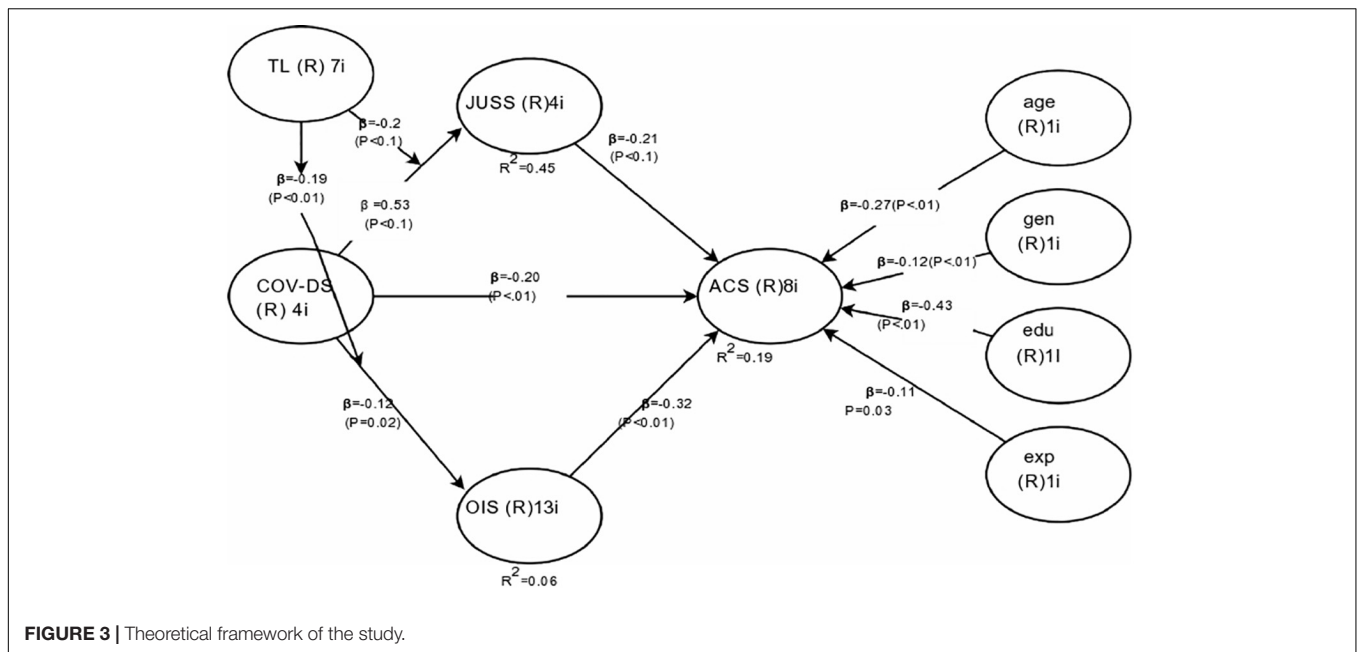 TL (R) 7i
β=-0.2
(P<0.1)
JUSS (R)4i
R²=0.45
β=-0.21
(P<0.1)
age
(R)1i
β=-0.19
(P<0.01)
β =0.53
(P<0.1)
β=-0.27(P<.01)
gen
(R)1i
β=-0.12(P<.01)
COV-DS
(R) 4i
β=-0.20
(P<.01)
ACS (R)8i
R²=0.19
β=-0.43
(P<.01)
edu
(R)1I
β=-0.12
(P=0.02)
β=-0.32
(P<0.01)
β=-0.11
P=0.03
exp
(R)1i
OIS (R)13i
R²=0.06
FIGURE 3 | Theoretical framework of the study.